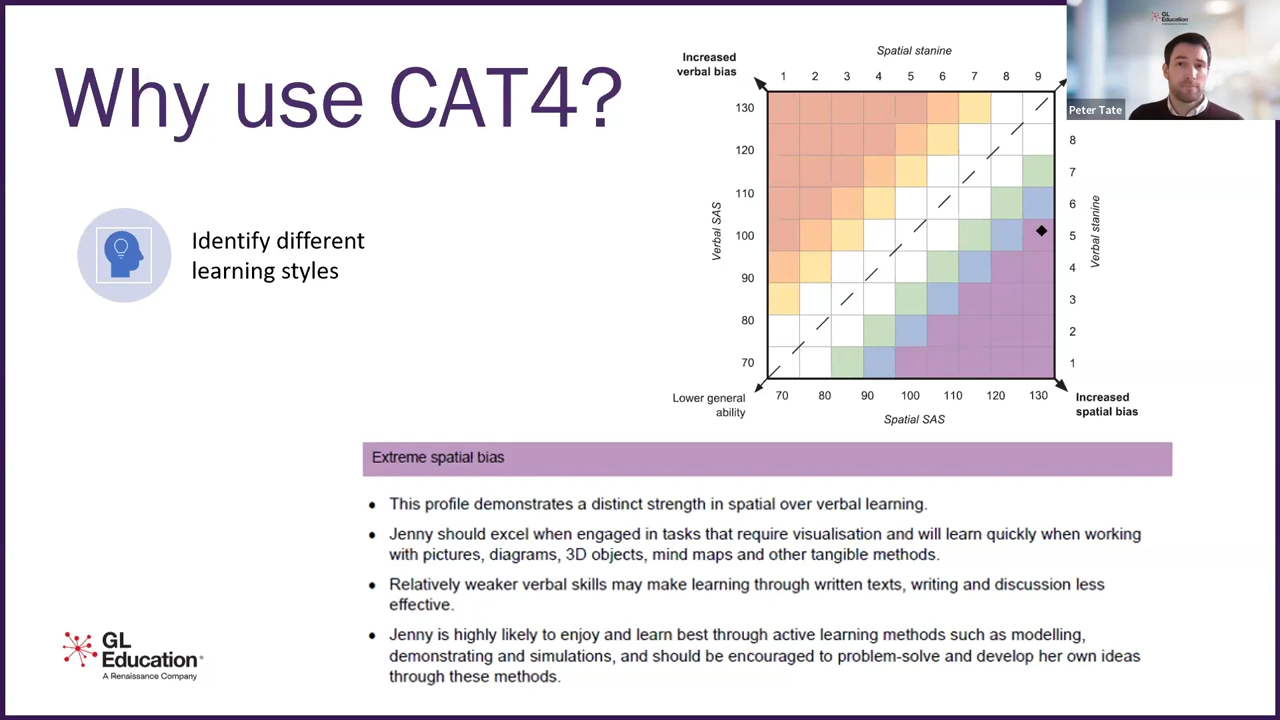 Why use CAT4?
Identify different
learning styles
Increased
verbal bias
Spatial stanine
1 2 3 4 5 6 7 8 9
Verbal SAS
130
120
110
100
90
80
70
8
7
6
5
4
3
2
1
Verbal stanine
Lower general
ability
70 80 90 100 110 120 130
Spatial SAS
Increased
spatial bias
GL
Education
A Renaissance Company
Peter Tate
Extreme spatial bias
• This profile demonstrates a distinct strength in spatial over verbal learning.
• Jenny should excel when engaged in tasks that require visualisation and will learn quickly when working
with pictures, diagrams, 3D objects, mind maps and other tangible methods.
• Relatively weaker verbal skills may make learning through written texts, writing and discussion less
effective.
• Jenny is highly likely to enjoy and learn best through active learning methods such as modelling,
demonstrating and simulations, and should be encouraged to problem-solve and develop her own ideas
through these methods.
GL
Education®
A Renaissance Company